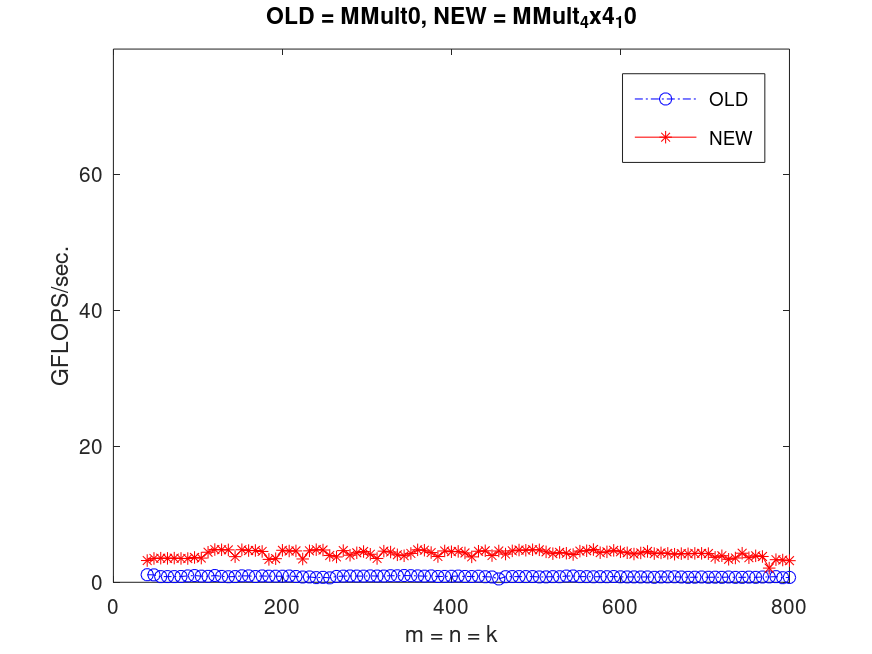 OLD = MMult0, NEW = MMult₄x4₁0
OLD
NEW
GFLOPS/sec.
60
40
20
0
0 200 400 600 800
m = n = k